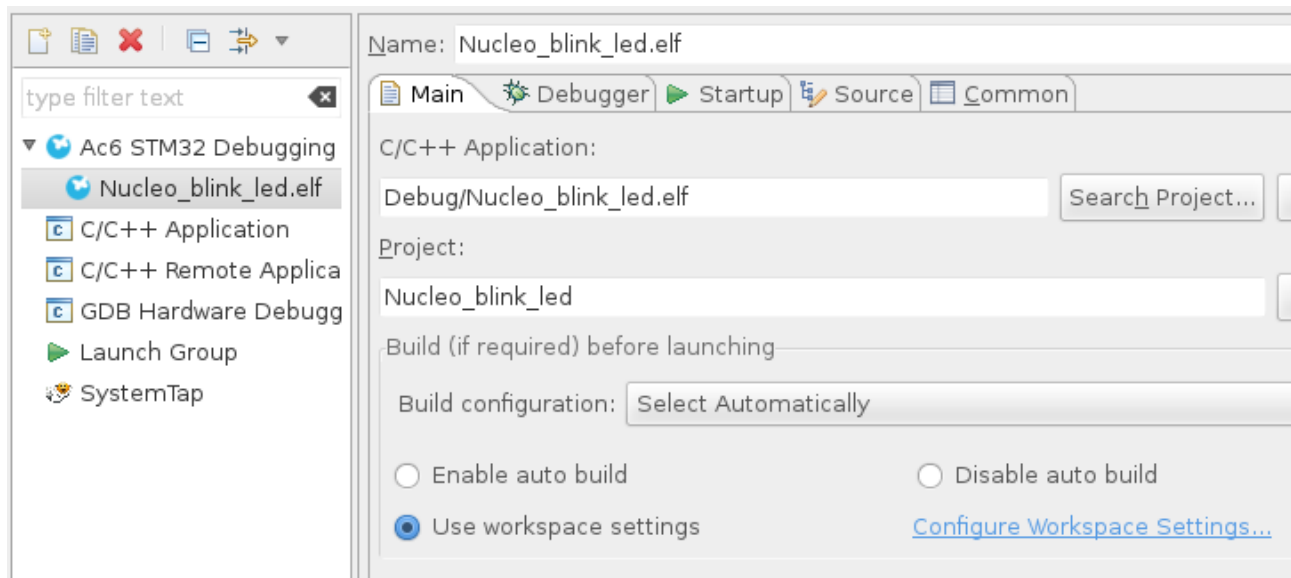 Name: Nucleo_blink_led.elf
type filter text
Main Debugger Startup Source Common
Ac6 STM32 Debugging
C/C++ Application:
Nucleo_blink_led.elf
Debug/Nucleo_blink_led.elf Search Project...
C/C++ Application
Project:
C/C++ Remote Applica
Nucleo_blink_led
GDB Hardware Debugg
Build (if required) before launching
Launch Group
SystemTap
Build configuration: Select Automatically
Enable auto build Disable auto build
Use workspace settings Configure Workspace Settings...